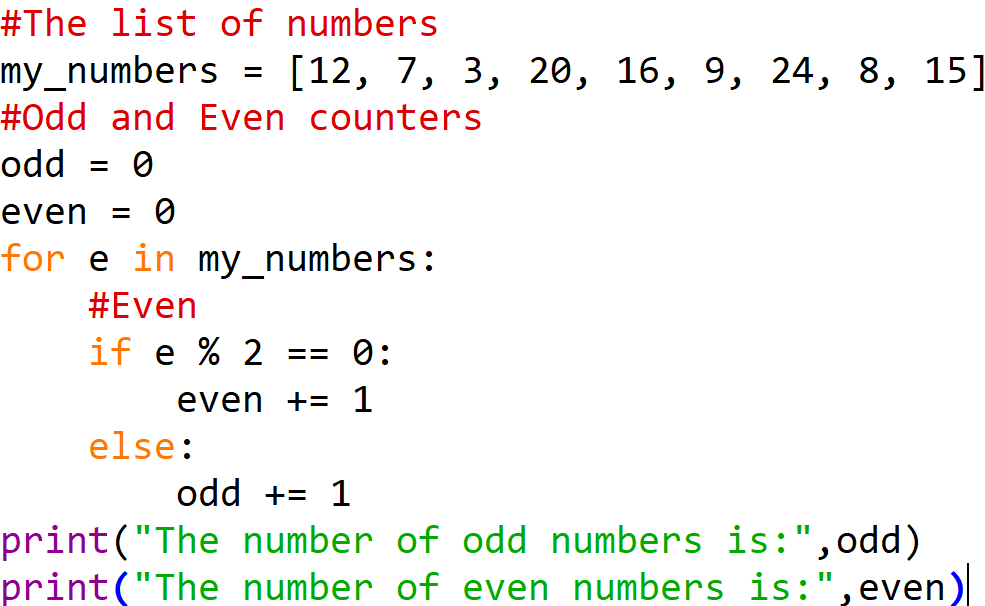 #The list of numbers
my_numbers = [12, 7, 3, 20, 16, 9, 24, 8, 15]
#Odd and Even counters
odd = 0
even = 0
for e in my_numbers:
    #Even
    if e % 2 == 0:
        even += 1
    else:
        odd += 1
print("The number of odd numbers is:",odd)
print("The number of even numbers is:",even)